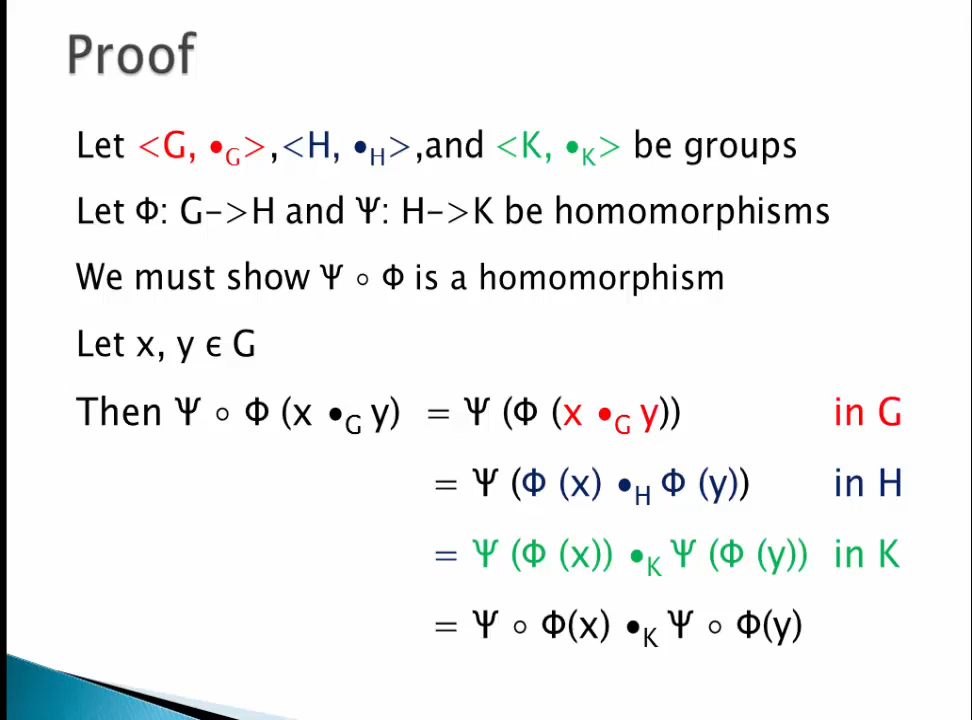 Proof
Let <G, •G>,<H, •H>,and <K, •K> be groups
Let Φ: G->H and Ψ: H->K be homomorphisms
We must show Ψ ∘ Φ is a homomorphism
Let x, y ϵ G
Then Ψ ∘ Φ (x •G y) = Ψ (Φ (x •G y)) in G
= Ψ (Φ (x) •H Φ (y)) in H
= Ψ (Φ (x)) •K Ψ (Φ (y)) in K
= Ψ ∘ Φ(x) •K Ψ ∘ Φ(y)